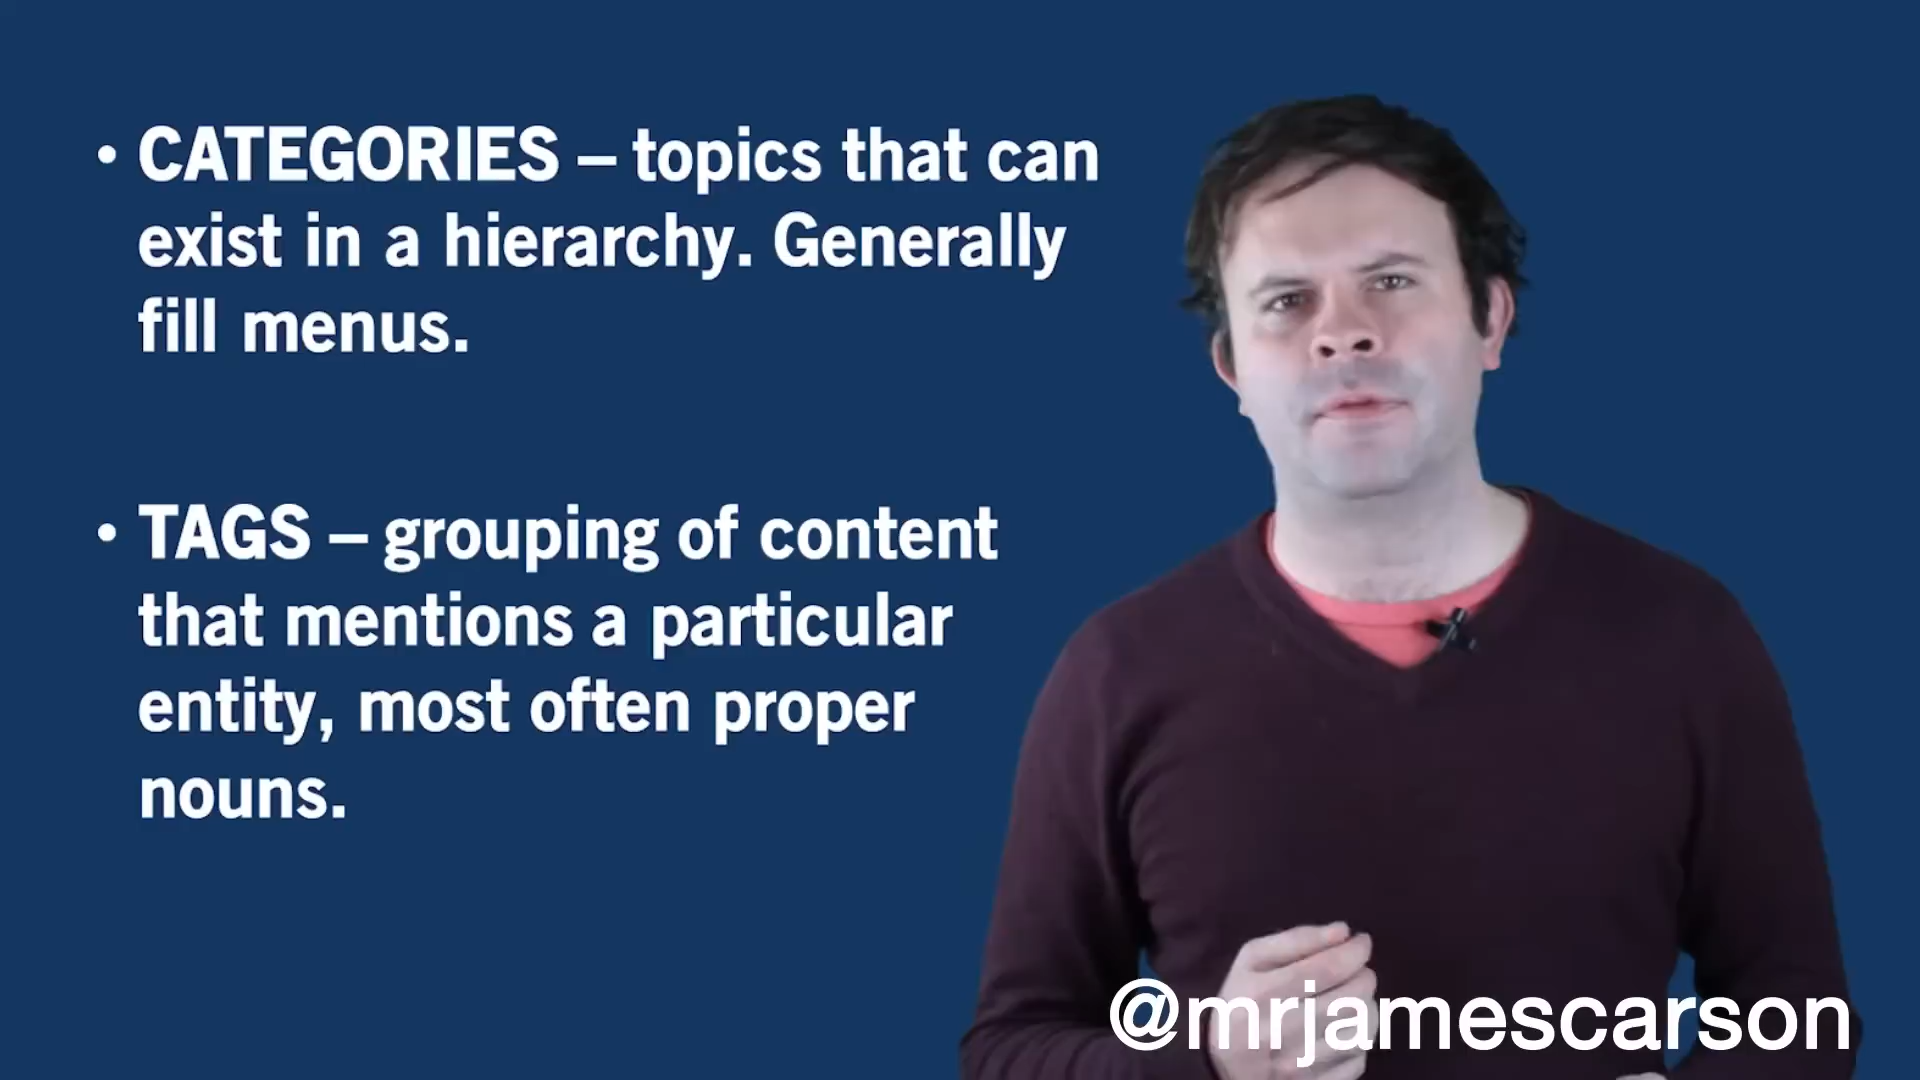 • CATEGORIES – topics that can
exist in a hierarchy. Generally
fill menus.
• TAGS – grouping of content
that mentions a particular
entity, most often proper
nouns.
@mrjamescarson